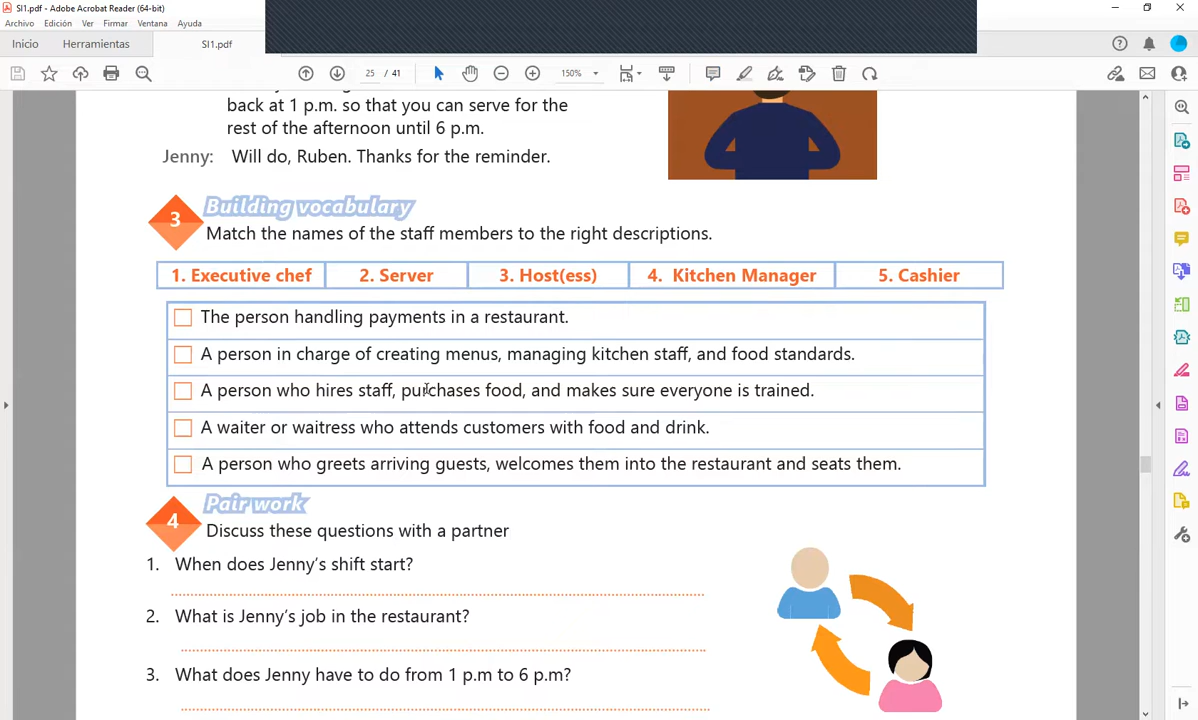 SI1.pdf - Adobe Acrobat Reader (64-bit)
Archivo Edición Ver Firmar Ventana Ayuda
Inicio Herramientas SI1.pdf
25 / 41 150%
back at 1 p.m. so that you can serve for the
rest of the afternoon until 6 p.m.
Jenny: Will do, Ruben. Thanks for the reminder.
3 Building vocabulary
Match the names of the staff members to the right descriptions.
1. Executive chef 2. Server 3. Host(ess) 4. Kitchen Manager 5. Cashier
The person handling payments in a restaurant.
A person in charge of creating menus, managing kitchen staff, and food standards.
A person who hires staff, purchases food, and makes sure everyone is trained.
A waiter or waitress who attends customers with food and drink.
A person who greets arriving guests, welcomes them into the restaurant and seats them.
4 Pair work
Discuss these questions with a partner
1. When does Jenny's shift start?
2. What is Jenny's job in the restaurant?
3. What does Jenny have to do from 1 p.m to 6 p.m?